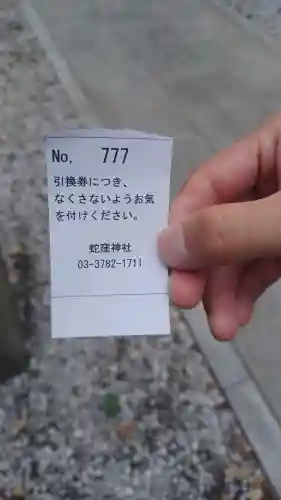 No. 777
引換券につき、
なくさないようお気
を付けください。
蛇窪神社
03-3782-1711